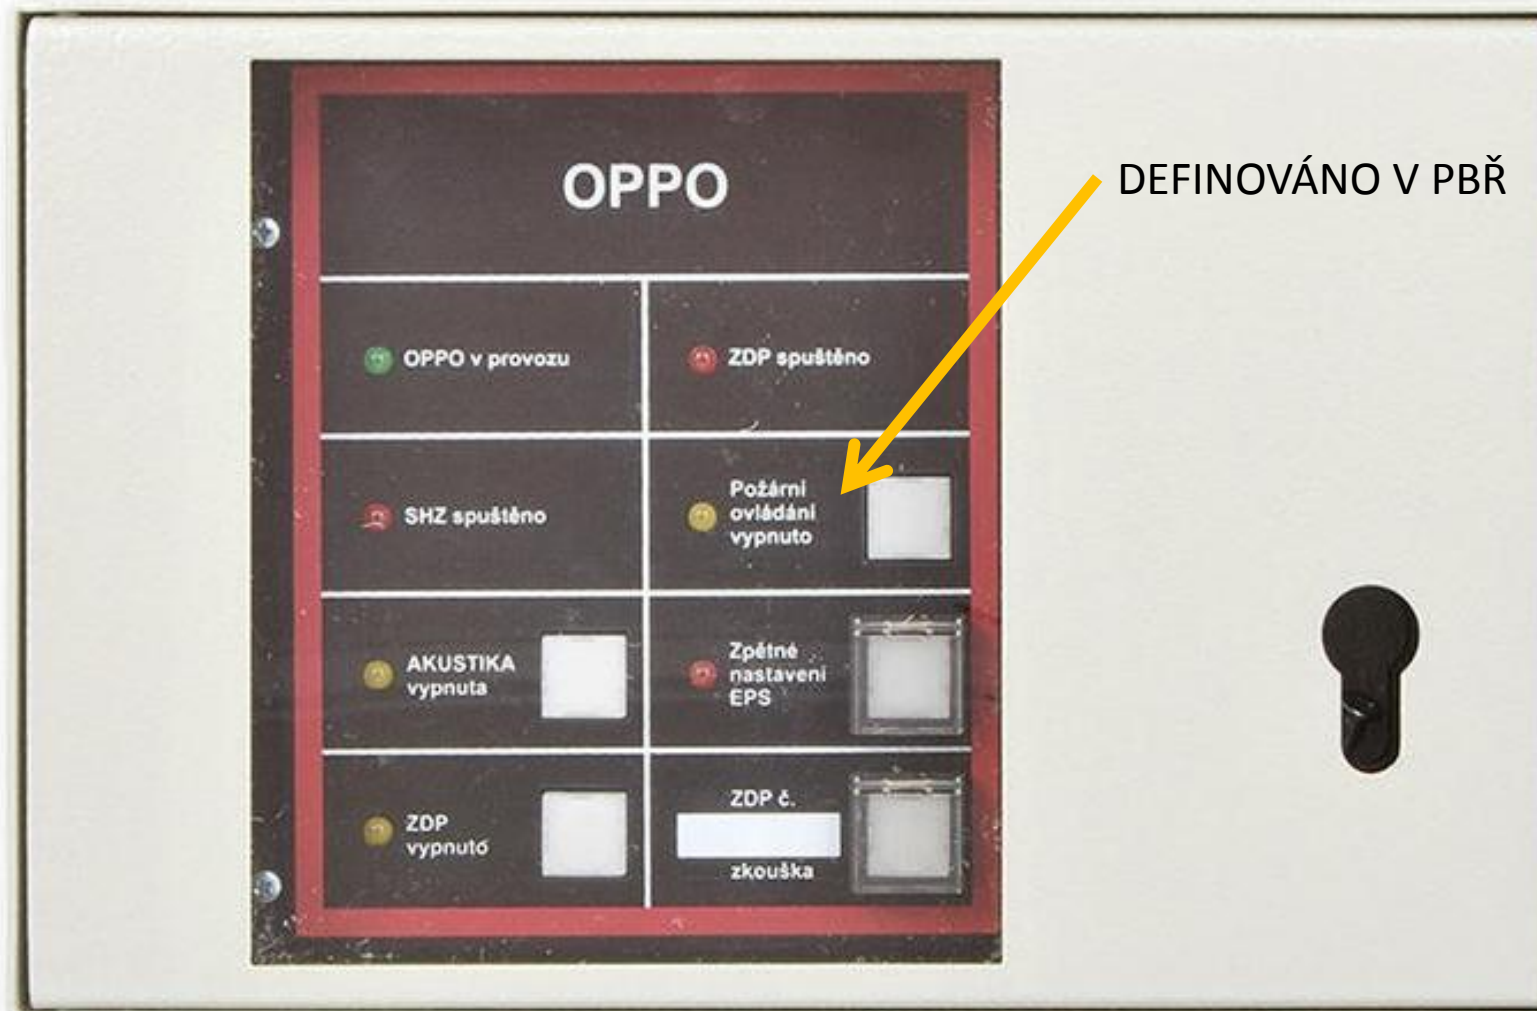 OPPO
DEFINOVÁNO V PBŘ
OPPO v provozu
ZDP spuštěno
SHZ spuštěno
Požární
ovládání
vypnuto
AKUSTIKA
vypnuta
Zpětné
nastavení
EPS
ZDP
vypnuto
ZDP č.
zkouška